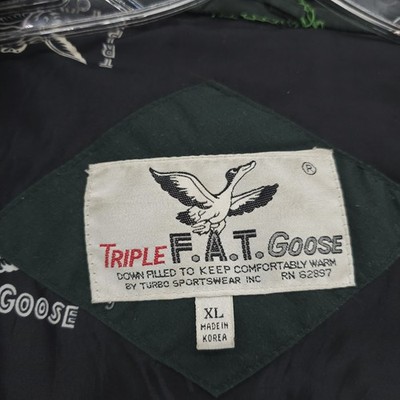 ®
TRIPLE F.A.T. GOOSE
DOWN FILLED TO KEEP COMFORTABLY WARM
BY TURBO SPORTSWEAR INC RN 62897
GOOSE
XL
MADE IN
KOREA